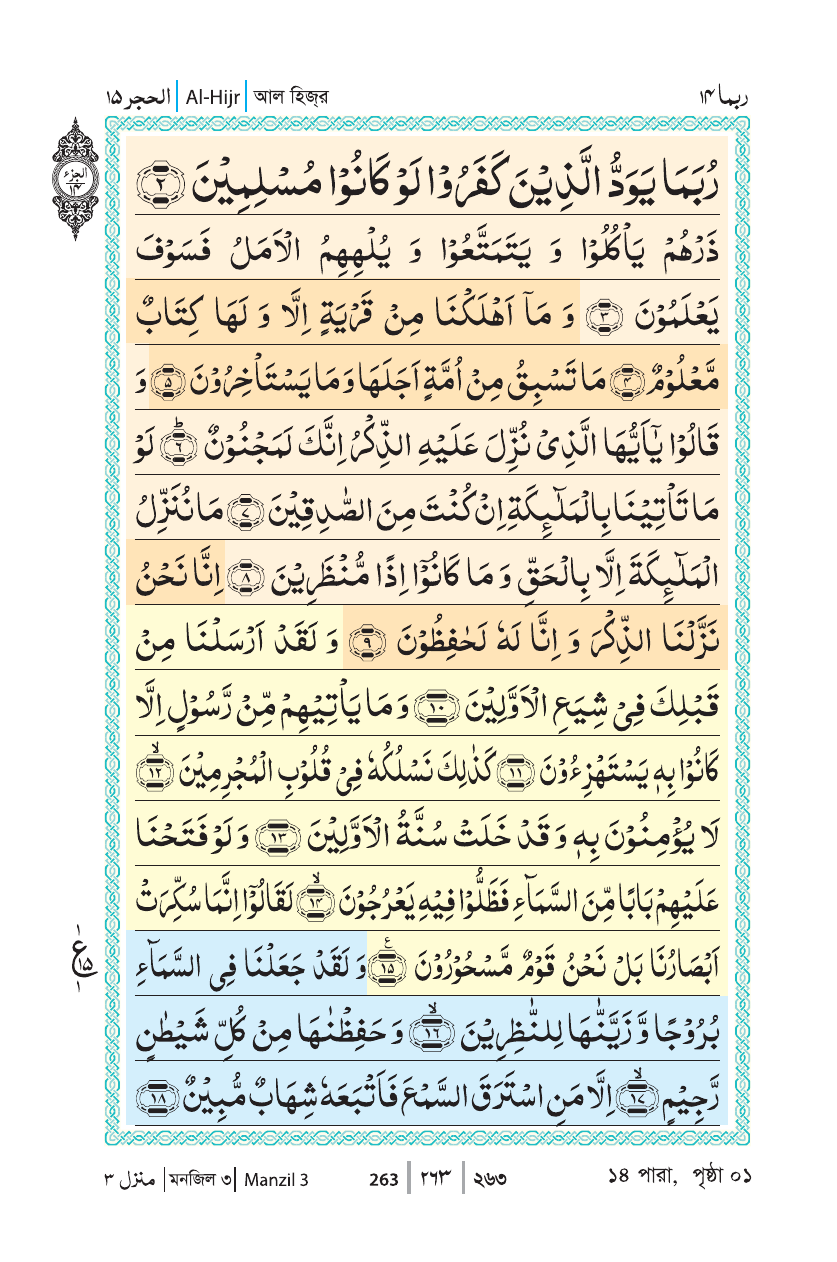 الحجر ١٥ | Al-Hijr | আল হিজ্‌র
ربما ١٤
الجزء
١٤
رُبَمَا يَوَدُّ الَّذِيْنَ كَفَرُوْا لَوْ كَانُوْا مُسْلِمِيْنَ ﴿٢﴾
ذَرْهُمْ يَاْكُلُوْا وَ يَتَمَتَّعُوْا وَ يُلْهِهِمُ الْاَمَلُ فَسَوْفَ
يَعْلَمُوْنَ ﴿٣﴾ وَ مَاۤ اَهْلَكْنَا مِنْ قَرْيَةٍ اِلَّا وَ لَهَا كِتَابٌ
مَّعْلُوْمٌ ﴿٤﴾ مَا تَسْبِقُ مِنْ اُمَّةٍ اَجَلَهَا وَ مَا يَسْتَاْخِرُوْنَ ﴿٥﴾ وَ
قَالُوْا يٰۤاَيُّهَا الَّذِيْ نُزِّلَ عَلَيْهِ الذِّكْرُ اِنَّكَ لَمَجْنُوْنٌ ﴿٦﴾ؕ لَوْ
مَا تَاْتِيْنَا بِالْمَلٰٓئِكَةِ اِنْ كُنْتَ مِنَ الصّٰدِقِيْنَ ﴿٧﴾ مَا نُنَزِّلُ
الْمَلٰٓئِكَةَ اِلَّا بِالْحَقِّ وَ مَا كَانُوْۤا اِذًا مُّنْظَرِيْنَ ﴿٨﴾ اِنَّا نَحْنُ
نَزَّلْنَا الذِّكْرَ وَ اِنَّا لَهٗ لَحٰفِظُوْنَ ﴿٩﴾ وَ لَقَدْ اَرْسَلْنَا مِنْ
قَبْلِكَ فِيْ شِيَعِ الْاَوَّلِيْنَ ﴿١٠﴾ وَ مَا يَاْتِيْهِمْ مِّنْ رَّسُوْلٍ اِلَّا
كَانُوْا بِهٖ يَسْتَهْزِءُوْنَ ﴿١١﴾ كَذٰلِكَ نَسْلُكُهٗ فِيْ قُلُوْبِ الْمُجْرِمِيْنَ ﴿١٢﴾ۙ
لَا يُؤْمِنُوْنَ بِهٖ وَ قَدْ خَلَتْ سُنَّةُ الْاَوَّلِيْنَ ﴿١٣﴾ وَ لَوْ فَتَحْنَا
عَلَيْهِمْ بَابًا مِّنَ السَّمَآءِ فَظَلُّوْا فِيْهِ يَعْرُجُوْنَ ﴿١٤﴾ۙ لَقَالُوْۤا اِنَّمَا سُكِّرَتْ
اَبْصَارُنَا بَلْ نَحْنُ قَوْمٌ مَّسْحُوْرُوْنَ ﴿١٥﴾ وَ لَقَدْ جَعَلْنَا فِي السَّمَآءِ
١ ع ١٥ ١
بُرُوْجًا وَّ زَيَّنّٰهَا لِلنّٰظِرِيْنَ ﴿١٦﴾ۙ وَ حَفِظْنٰهَا مِنْ كُلِّ شَيْطٰنٍ
رَّجِيْمٍ ﴿١٧﴾ۙ اِلَّا مَنِ اسْتَرَقَ السَّمْعَ فَاَتْبَعَهٗ شِهَابٌ مُّبِيْنٌ ﴿١٨﴾
منزل ٣ | মনজিল ৩ | Manzil 3
263 | ٢٦٣ | ২৬৩
১৪ পারা, পৃষ্ঠা ০১